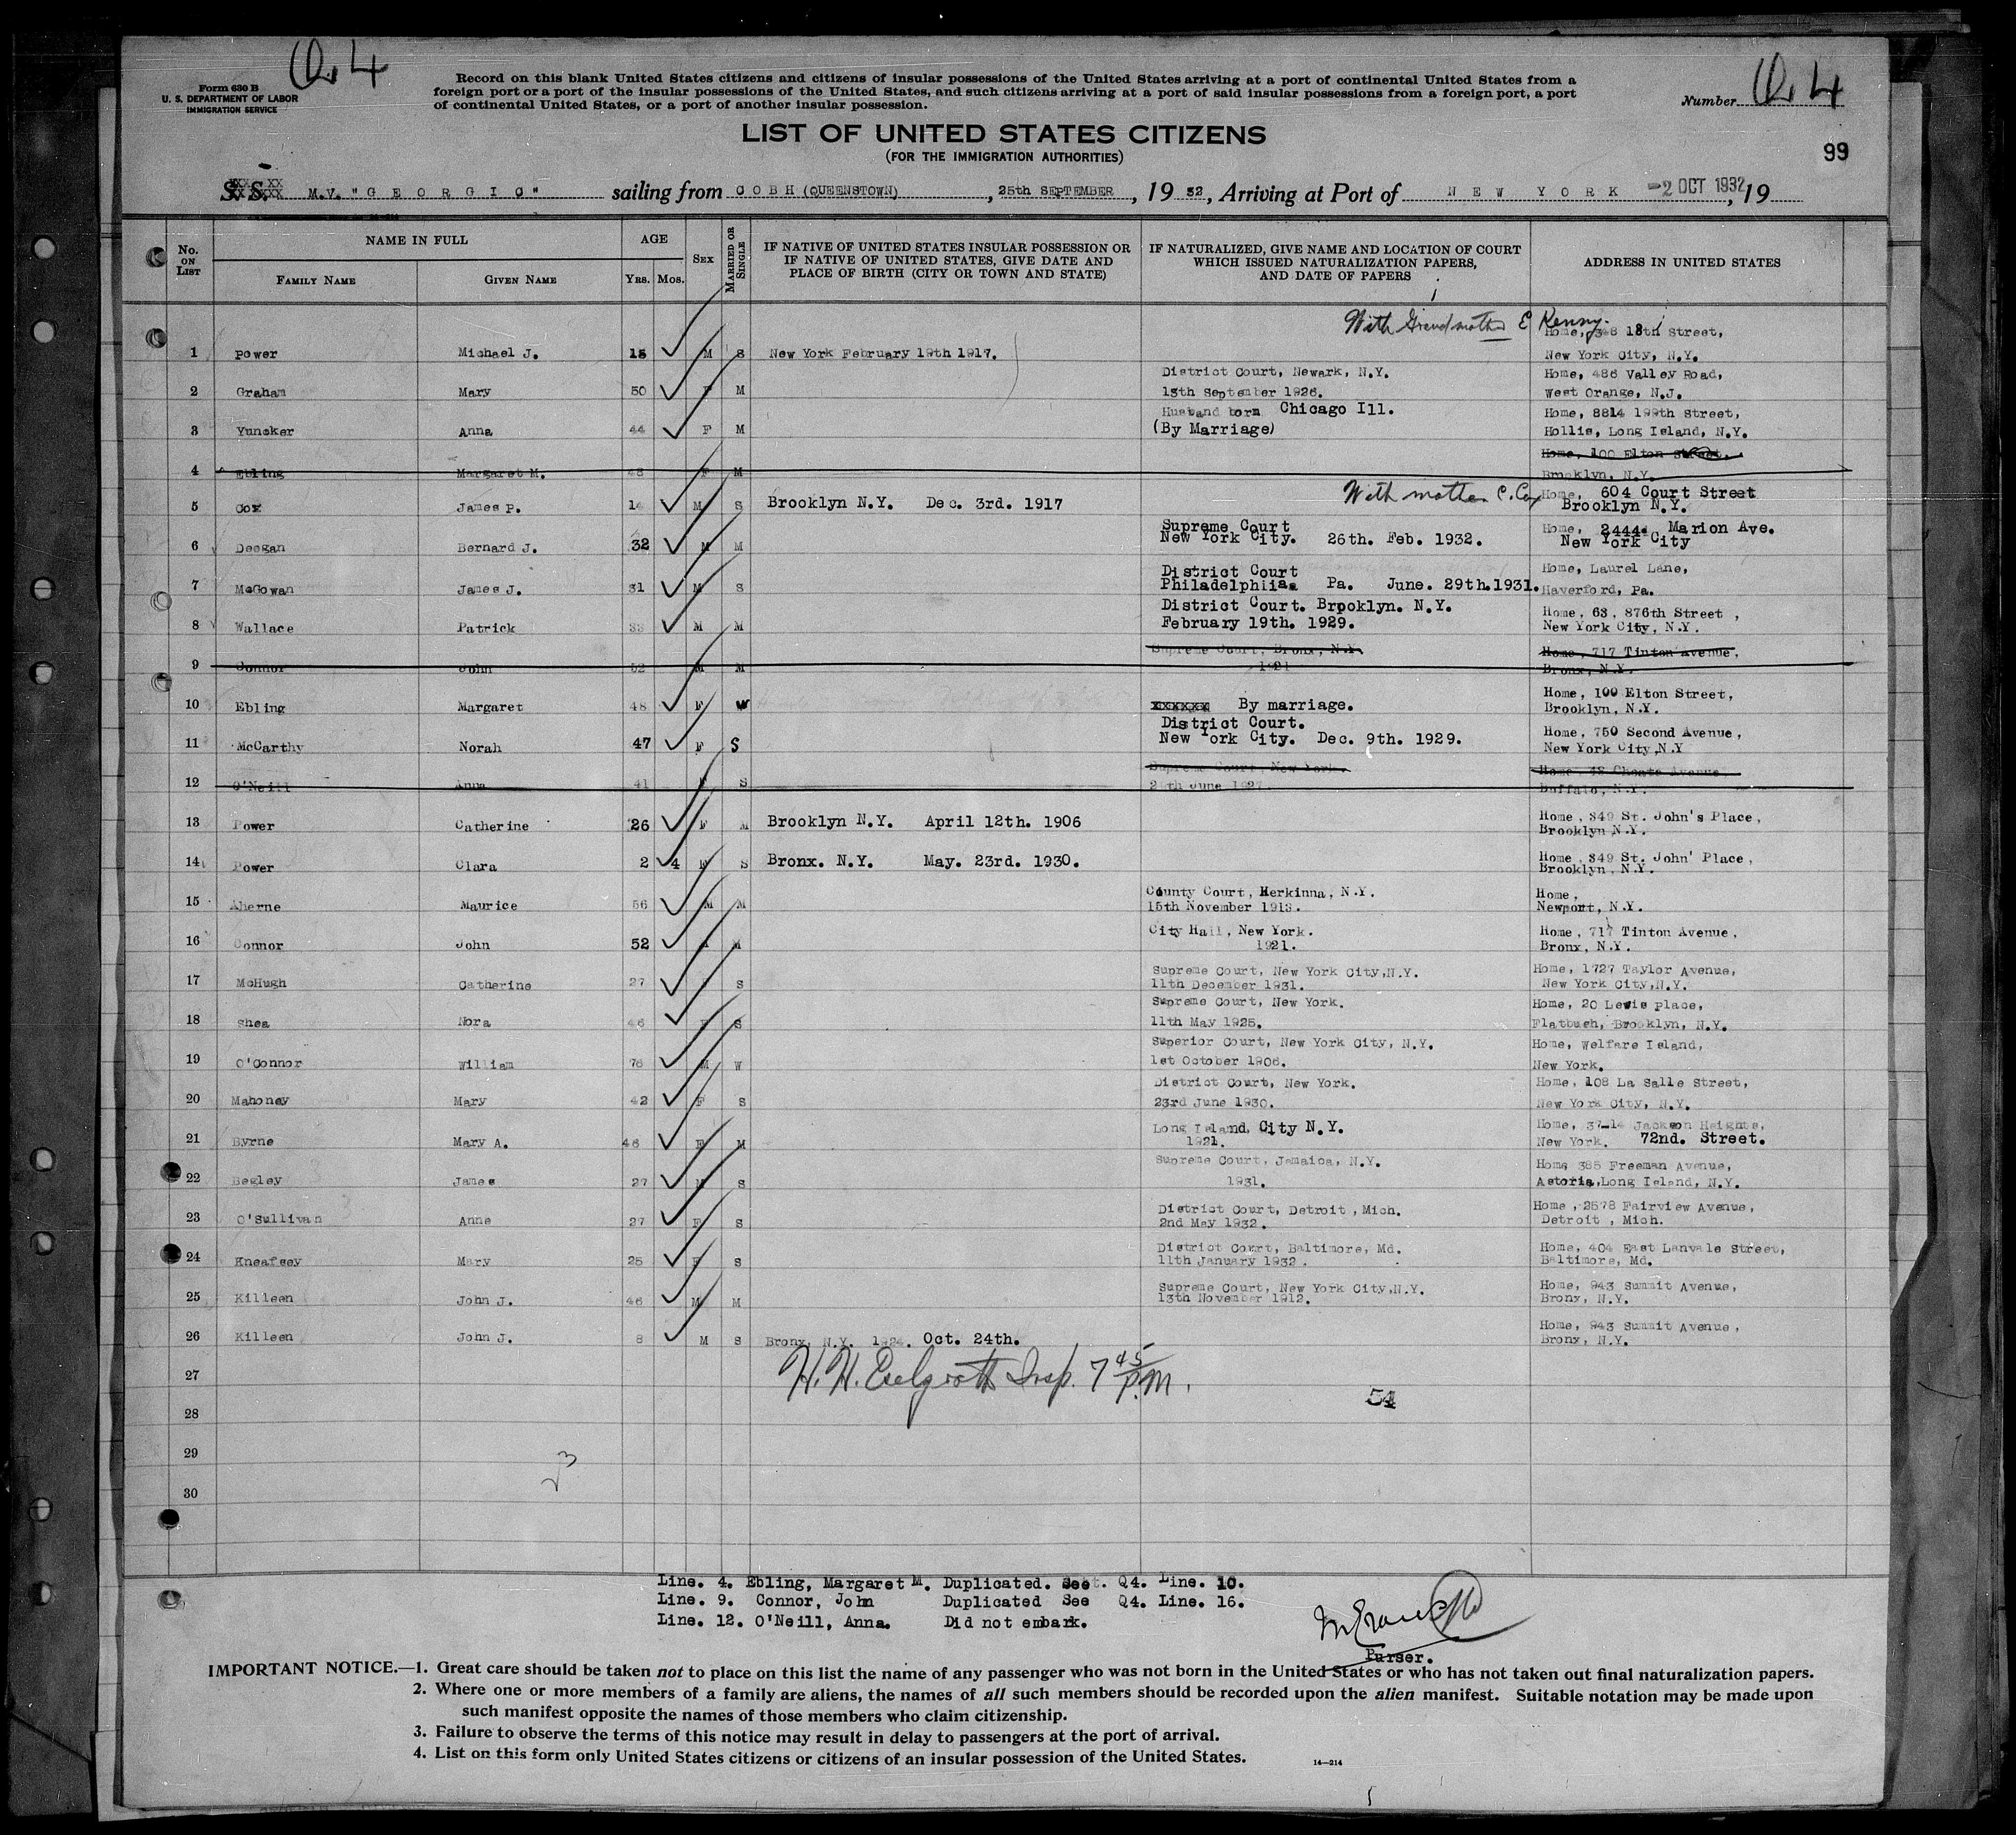 Q. 4
Form 630 B
U. S. DEPARTMENT OF LABOR
IMMIGRATION SERVICE
Record on this blank United States citizens and citizens of insular possessions of the United States arriving at a port of continental United States from a
foreign port or a port of the insular possessions of the United States, and such citizens arriving at a port of said insular possessions from a foreign port, a port
of continental United States, or a port of another insular possession.
Number Q. 4
LIST OF UNITED STATES CITIZENS
(FOR THE IMMIGRATION AUTHORITIES)
99
S. S. M.V. "GEORGIC" sailing from COBH (QUEENSTOWN), 25th SEPTEMBER, 19 32, Arriving at Port of NEW YORK -2 OCT 1932, 19
No. ON LIST
NAME IN FULL
FAMILY NAME
GIVEN NAME
AGE
YRS. MOS.
SEX
MARRIED OR SINGLE
IF NATIVE OF UNITED STATES INSULAR POSSESSION OR
IF NATIVE OF UNITED STATES, GIVE DATE AND
PLACE OF BIRTH (CITY OR TOWN AND STATE)
IF NATURALIZED, GIVE NAME AND LOCATION OF COURT
WHICH ISSUED NATURALIZATION PAPERS,
AND DATE OF PAPERS
ADDRESS IN UNITED STATES
With Grandmother E Kenny.
1 Power Michael J. 15 M S New York February 19th 1917. Home, 348 18th Street,
New York City, N.Y.
2 Graham Mary 50 F M District Court, Newark, N.Y.
13th September 1926. Home, 486 Valley Road,
West Orange, N.J.
3 Yuncker Anna 44 F M Husband born Chicago Ill.
(By Marriage) Home, 8814 199th Street,
Hollis, Long Island, N.Y.
4 Ebling Margaret M. 48 F M Home, 100 Elton Street.
Brooklyn, N.Y.
5 Cox James P. 14 M S Brooklyn N.Y. Dec. 3rd. 1917 With mother C. Cox Home, 604 Court Street
Brooklyn N.Y.
6 Deegan Bernard J. 32 M M Supreme Court
New York City. 26th. Feb. 1932. Home, 2444. Marion Ave.
New York City
7 McGowan James J. 31 M S District Court
Philadelphiia. Pa. June. 29th.1931. Home, Laurel Lane,
Haverford, Pa.
8 Wallace Patrick 33 M M District Court. Brooklyn. N.Y.
February 19th. 1929. Home, 63, 876th Street,
New York City, N.Y.
9 Connor John 52 M M Supreme Court, Bronx, N.Y.
1921 Home, 717 Tinton Avenue,
Bronx, N.Y.
10 Ebling Margaret 48 F W xxxxxx By marriage. Home, 100 Elton Street,
Brooklyn, N.Y.
11 McCarthy Norah 47 F S District Court.
New York City. Dec. 9th. 1929. Home, 750 Second Avenue,
New York City, N.Y
12 O'Neill Anna 41 F S Supreme Court, New York.
June 192 Home, 48 Choate Avenue
Buffalo, N.Y.
13 Power Catherine 26 F M Brooklyn N.Y. April 12th. 1906 Home, 349 St. John's Place,
Brooklyn N.Y.
14 Power Clara 2 4 F S Bronx. N.Y. May. 23rd. 1930. Home, 349 St. John' Place,
Brooklyn, N.Y.
15 Aherne Maurice 56 M M County Court, Herkinna, N.Y.
15th November 1913. Home,
Newport, N.Y.
16 Connor John 52 M City Hall, New York.
1921. Home, 717 Tinton Avenue,
Bronx, N.Y.
17 McHugh Catherine 27 S Supreme Court, New York City,N.Y.
11th December 1931. Home, 1727 Taylor Avenue,
New York City,N.Y.
18 Shea Nora 46 F S Supreme Court, New York.
11th May 1925. Home, 20 Lewis Place,
Flatbush, Brooklyn, N.Y.
19 O'Connor William 76 M W Superior Court, New York City, N.Y.
1st October 1906. Home, Welfare Island,
New York.
20 Mahoney Mary 42 F S District Court, New York.
23rd June 1930. Home, 108 La Salle Street,
New York City, N.Y.
21 Byrne Mary A. 46 F M Long Island, City N.Y.
1921. Home, 37-14 Jackson Heights,
New York. 72nd. Street.
22 Begley James 27 M S Supreme Court, Jamaica, N.Y.
1931. Home 385 Freeman Avenue,
Astoria,Long Island, N.Y.
23 O'Sullivan Anne 27 F S District Court, Detroit, Mich.
2nd May 1932. Home, 2578 Fairview Avenue,
Detroit, Mich.
24 Kneafsey Mary 25 F S District Court, Baltimore, Md.
11th January 1932. Home, 404 East Lanvale Street,
Baltimore, Md.
25 Killeen John J. 46 M M Supreme Court, New York City,N.Y.
13th November 1912. Home, 943 Summit Avenue,
Bronx, N.Y.
26 Killeen John J. 8 M S Bronx, N.Y. 1924. Oct. 24th. Home, 943 Summit Avenue,
Bronx, N.Y.
27 H. H. Insp. 7 45 P.M.
28 51
29
30
Line. 4. Ebling, Margaret M. Duplicated. See Q4. Line. 10.
Line. 9. Connor, John Duplicated See Q4. Line. 16.
Line. 12. O'Neill, Anna. Did not embark.
Purser.
IMPORTANT NOTICE.—1. Great care should be taken not to place on this list the name of any passenger who was not born in the United States or who has not taken out final naturalization papers.
2. Where one or more members of a family are aliens, the names of all such members should be recorded upon the alien manifest. Suitable notation may be made upon
such manifest opposite the names of those members who claim citizenship.
3. Failure to observe the terms of this notice may result in delay to passengers at the port of arrival.
4. List on this form only United States citizens or citizens of an insular possession of the United States.
14—214